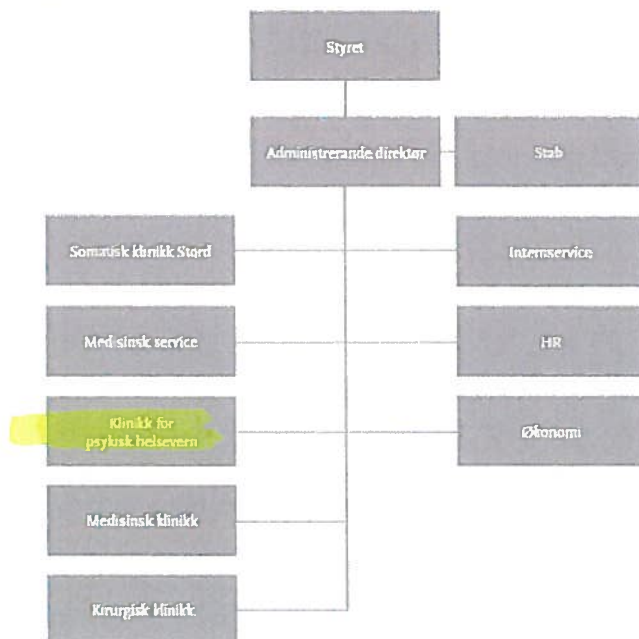 Styret
Administrerande direktør
Stab
Somatisk klinikk Stord
Internservice
Medisinsk service
HR
Klinikk for
psykisk helsevern
Økonomi
Medisinsk klinikk
Kirurgisk klinikk